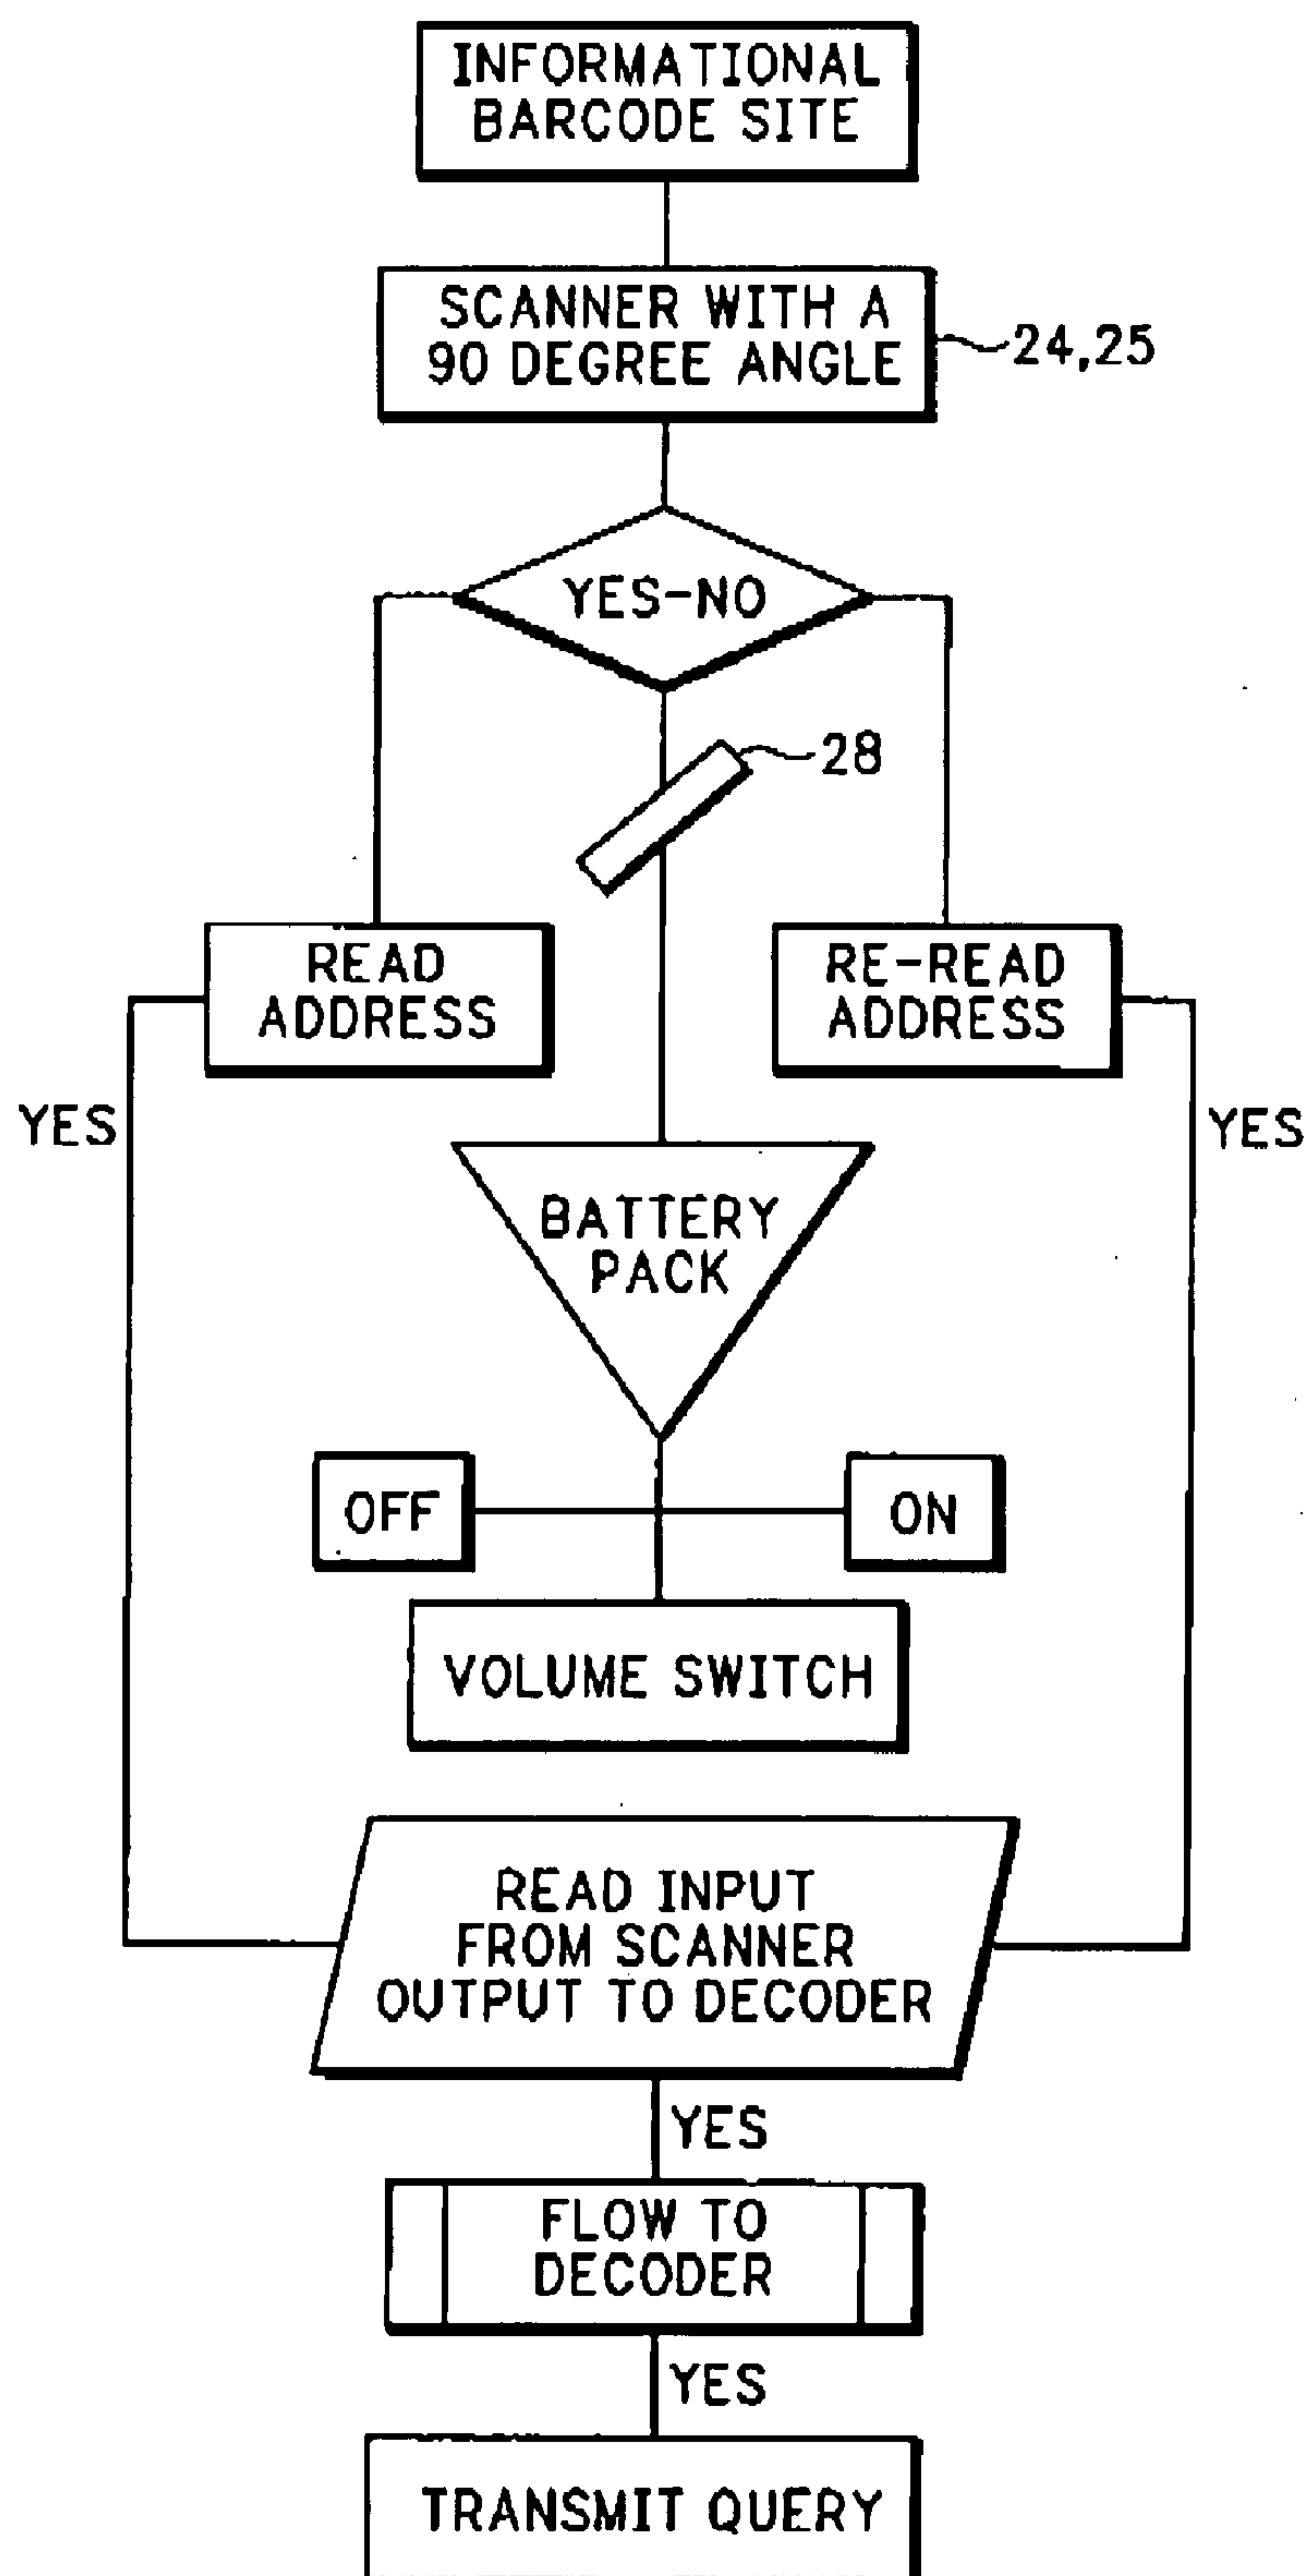 INFORMATIONAL
BARCODE SITE
SCANNER WITH A
90 DEGREE ANGLE
24,25
YES-NO
28
READ
ADDRESS
RE-READ
ADDRESS
YES
YES
BATTERY
PACK
OFF
ON
VOLUME SWITCH
READ INPUT
FROM SCANNER
OUTPUT TO DECODER
YES
FLOW TO
DECODER
YES
TRANSMIT QUERY